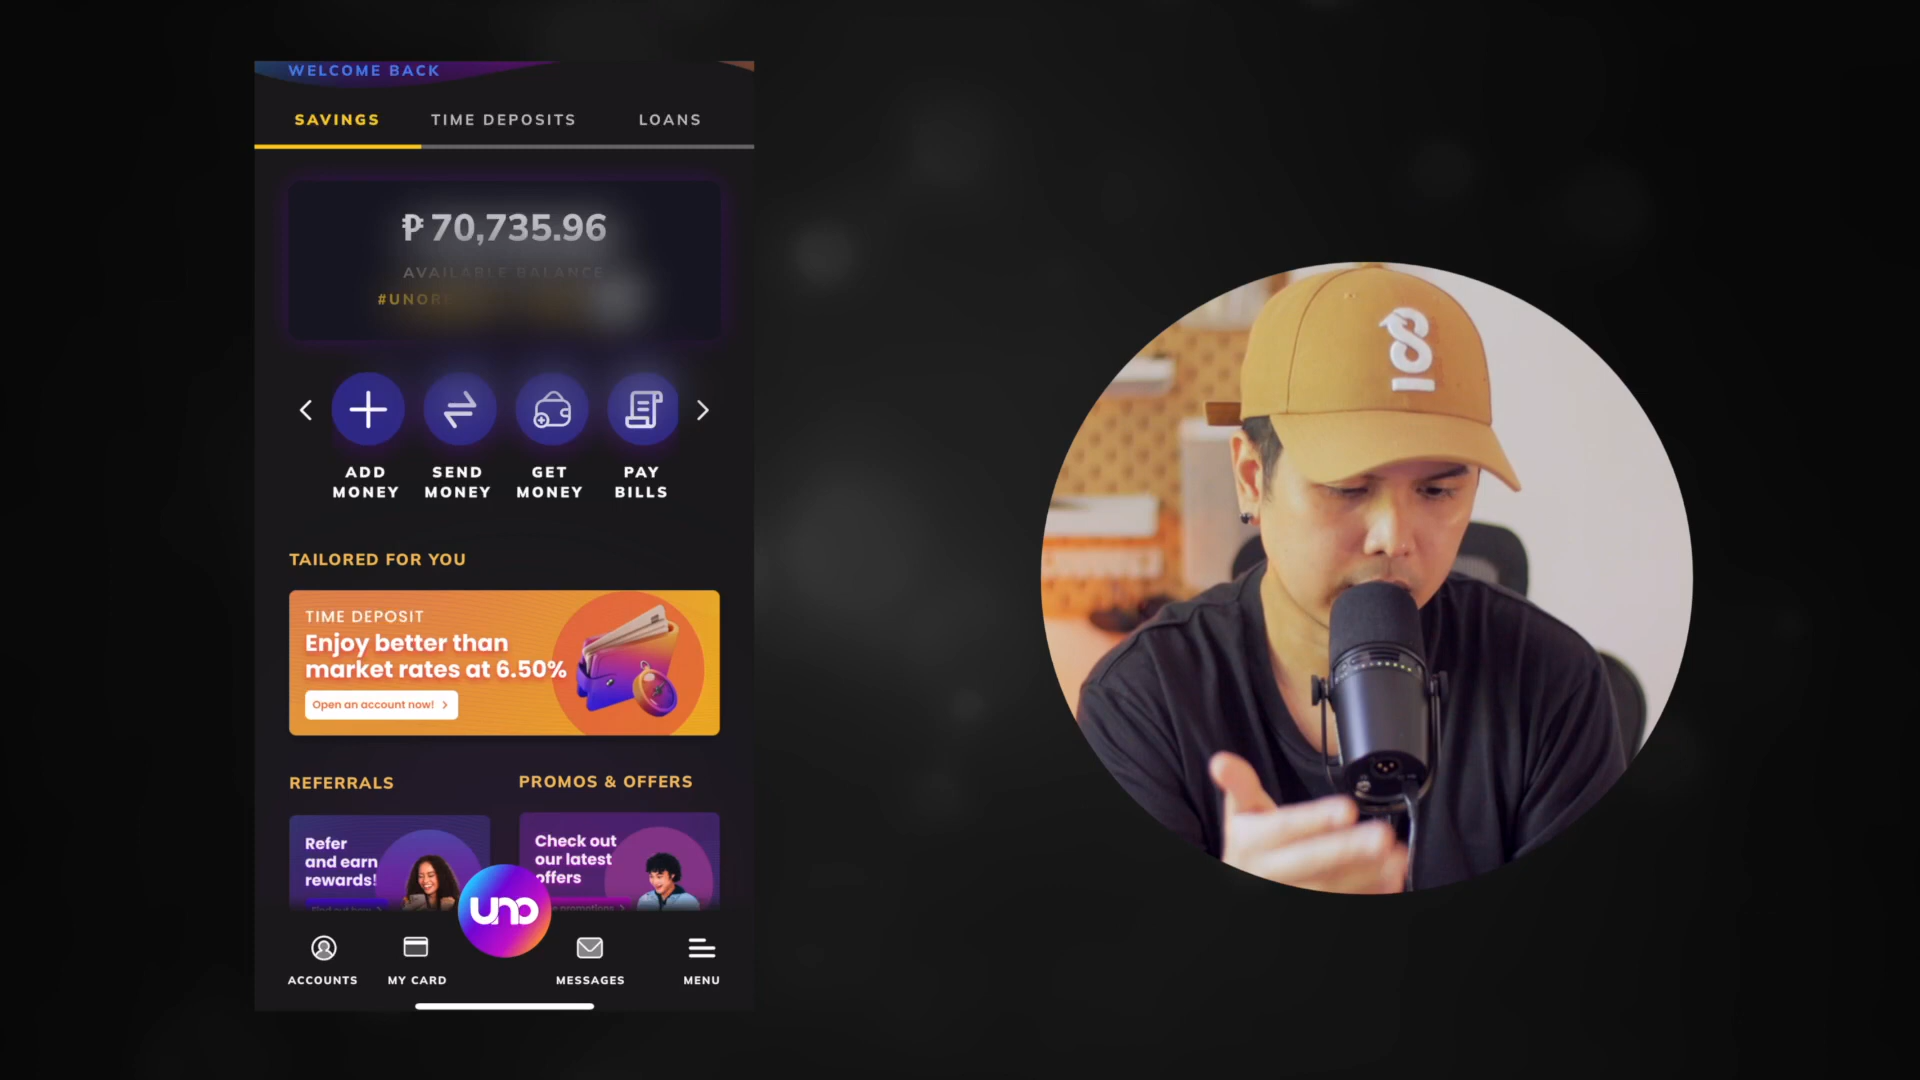 WELCOME BACK
SAVINGS
TIME DEPOSITS
LOANS
₱ 70,735.96
AVAILABLE BALANCE
ADD
MONEY
SEND
MONEY
GET
MONEY
PAY
BILLS
TAILORED FOR YOU
TIME DEPOSIT
Enjoy better than
market rates at 6.50%
Open an account now!
REFERRALS
PROMOS & OFFERS
Refer
and earn
rewards!
Check out
our latest
offers
uno
ACCOUNTS
MY CARD
MESSAGES
MENU